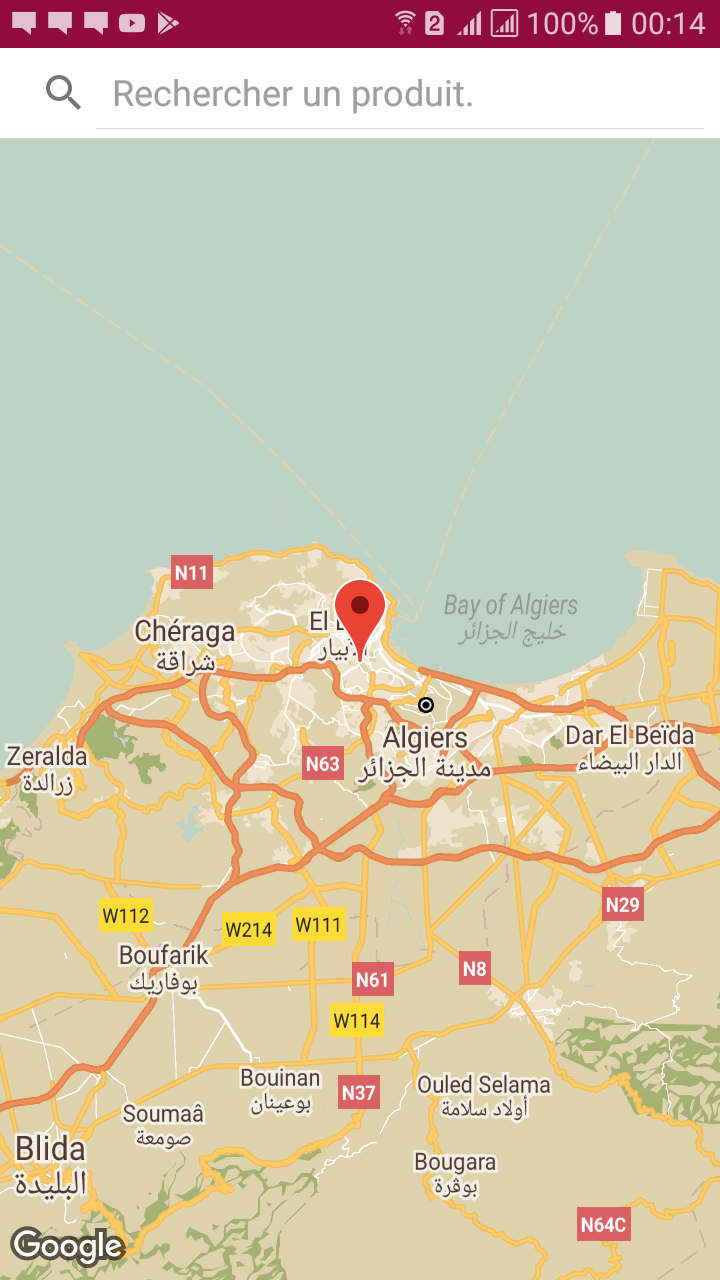 2 100% 00:14
Rechercher un produit.
N11
Bay of Algiers
خليج الجزائر
El
Chéraga
شراقة
الأبيار
Algiers
مدينة الجزائر
Dar El Beïda
الدار البيضاء
Zeralda
زرالدة
N63
N29
W112
W214
W111
Boufarik
بوفاريك
N61
N8
W114
Bouinan
بوعينان
N37
Ouled Selama
أولاد سلامة
Soumaâ
صومعة
Blida
البليدة
Bougara
بوڨرة
N64C
Google